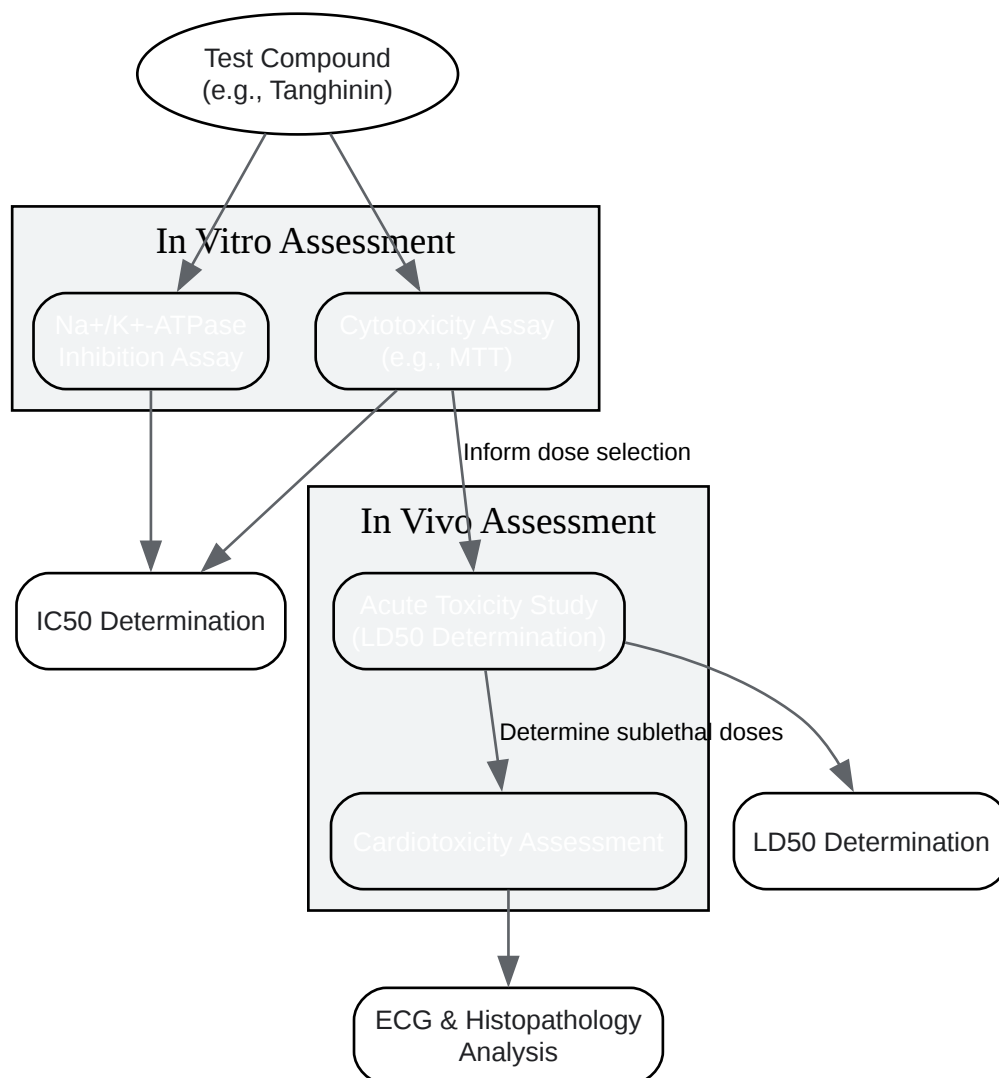 Test Compound
(e.g., Tanghinin)
In Vitro Assessment
Na+/K+-ATPase
Inhibition Assay
Cytotoxicity Assay
(e.g., MTT)
Inform dose selection
In Vivo Assessment
IC50 Determination
Acute Toxicity Study
(LD50 Determination)
Determine sublethal doses
Cardiotoxicity Assessment
LD50 Determination
ECG & Histopathology
Analysis